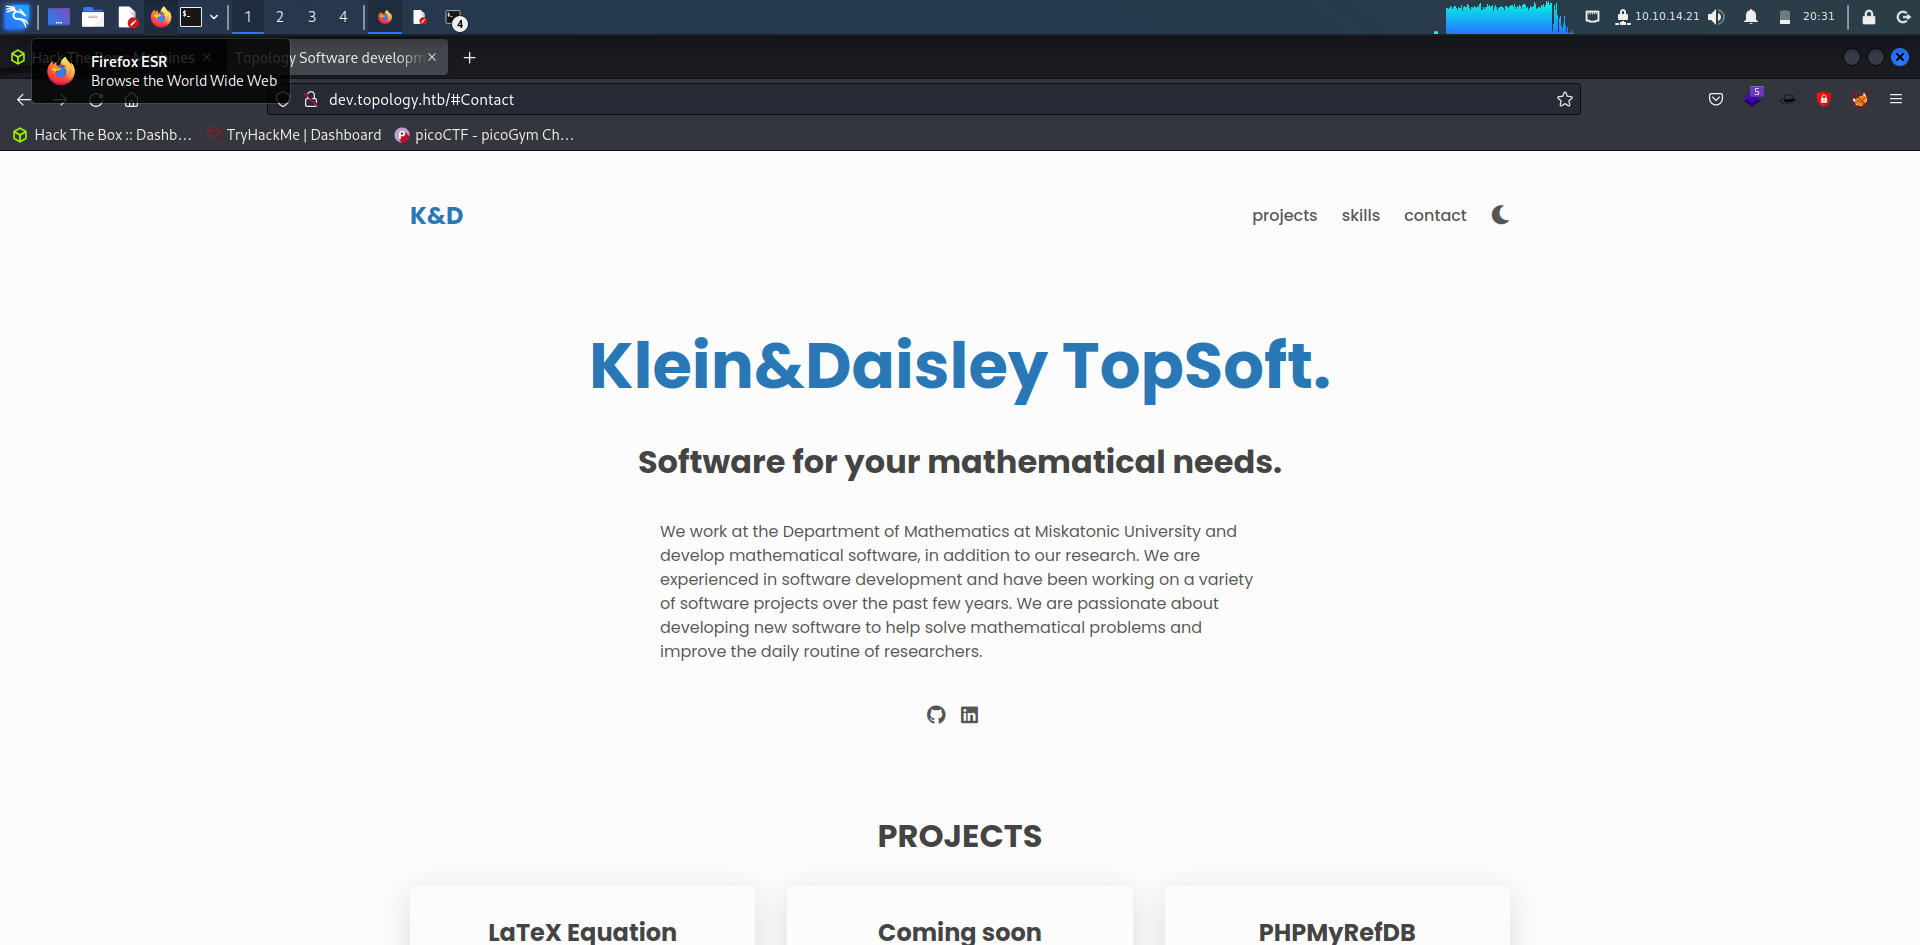 1 2 3 4
4
10.10.14.21
20:31
Hack The Box :: Machines
Topology Software developm
Firefox ESR
Browse the World Wide Web
dev.topology.htb/#Contact
5
Hack The Box :: Dashb…
TryHackMe | Dashboard
picoCTF - picoGym Ch…
K&D
projects skills contact
Klein&Daisley TopSoft.
Software for your mathematical needs.
We work at the Department of Mathematics at Miskatonic University and
develop mathematical software, in addition to our research. We are
experienced in software development and have been working on a variety
of software projects over the past few years. We are passionate about
developing new software to help solve mathematical problems and
improve the daily routine of researchers.
in
PROJECTS
LaTeX Equation
Coming soon
PHPMyRefDB